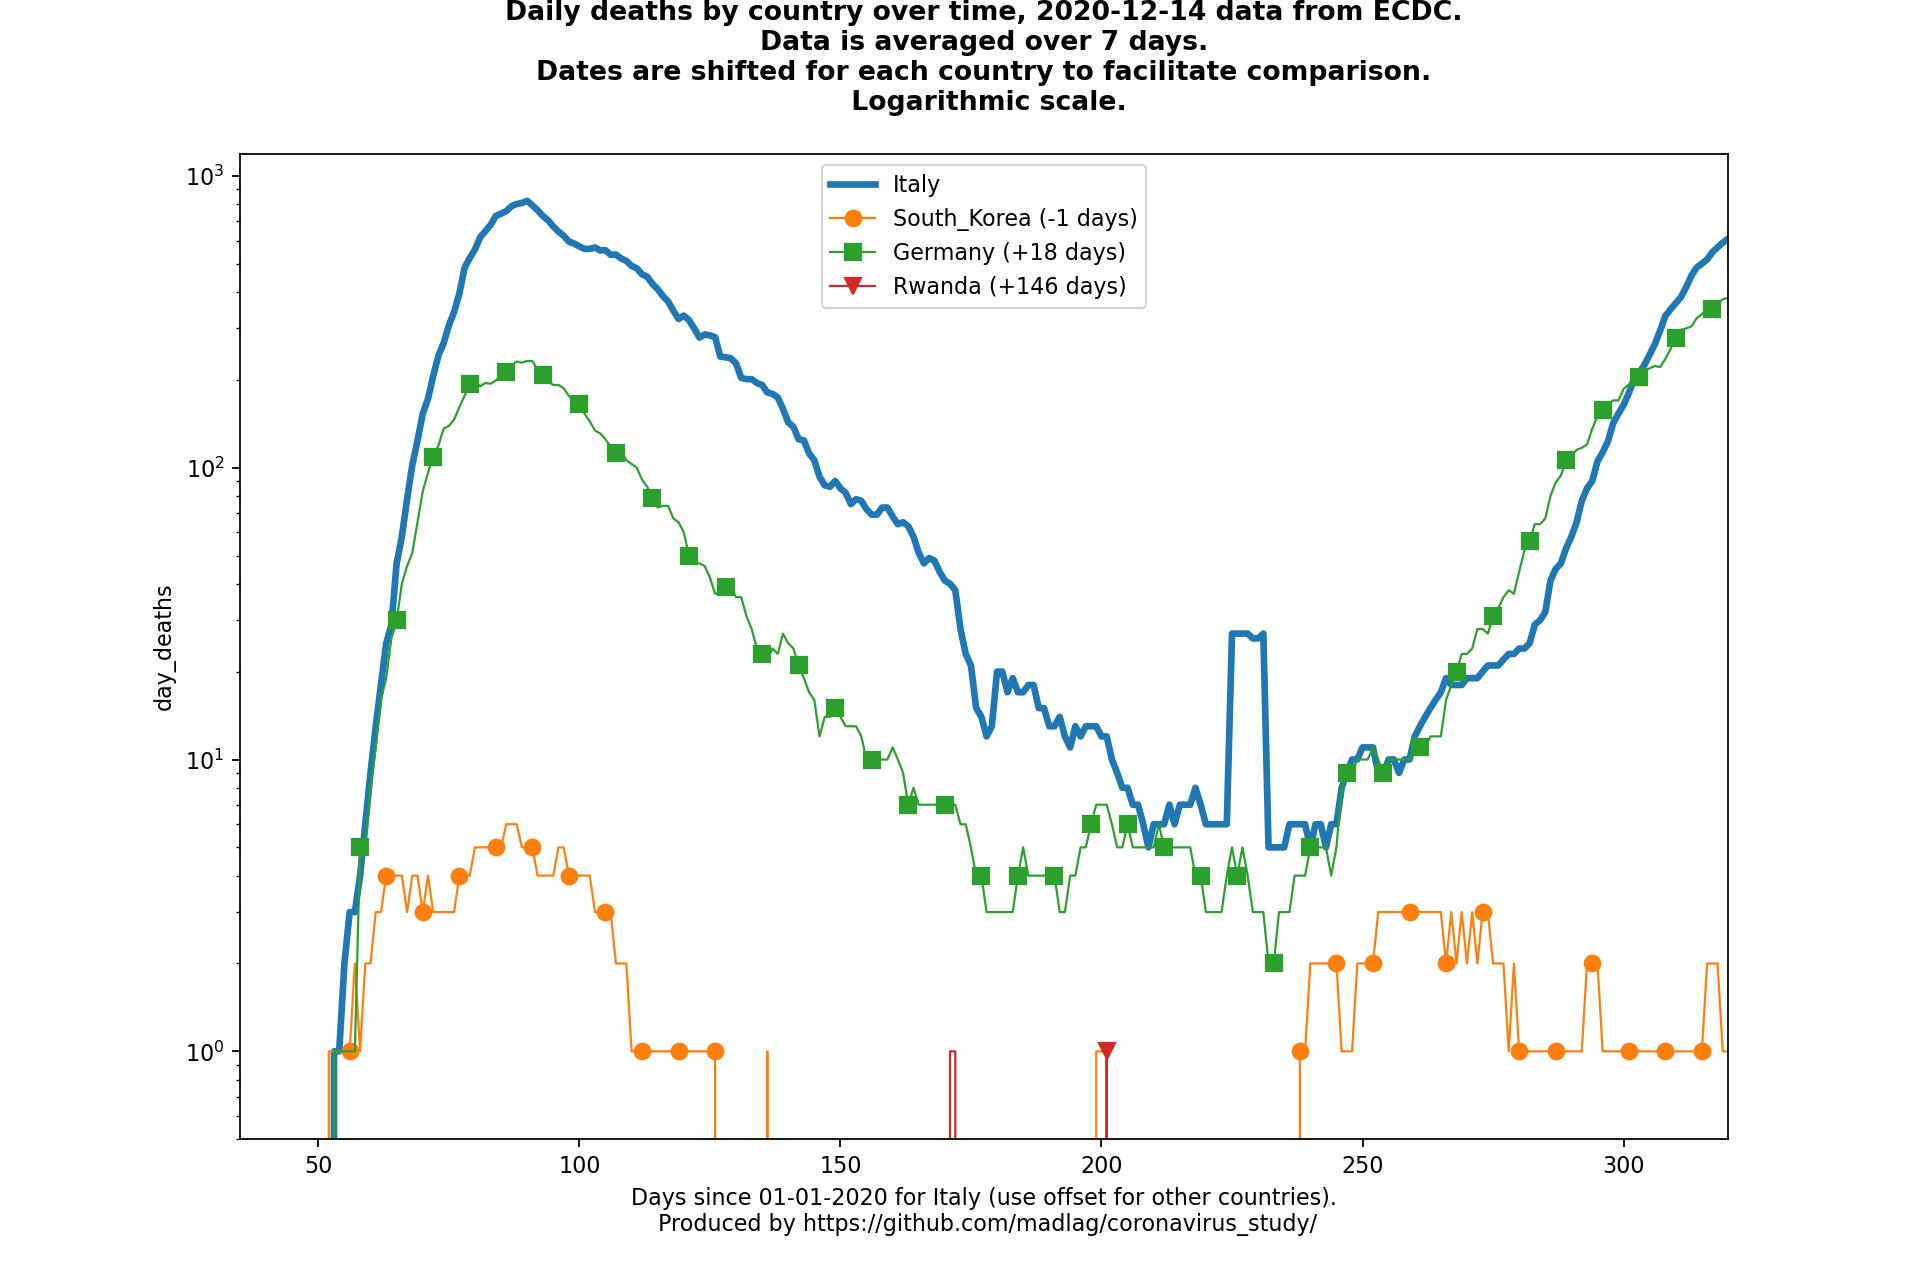 Daily deaths by country over time, 2020-12-14 data from ECDC.
Data is averaged over 7 days.
Dates are shifted for each country to facilitate comparison.
Logarithmic scale.
Italy
South_Korea (-1 days)
Germany (+18 days)
Rwanda (+146 days)
day_deaths
10³
10²
10¹
10⁰
50 100 150 200 250 300
Days since 01-01-2020 for Italy (use offset for other countries).
Produced by https://github.com/madlag/coronavirus_study/